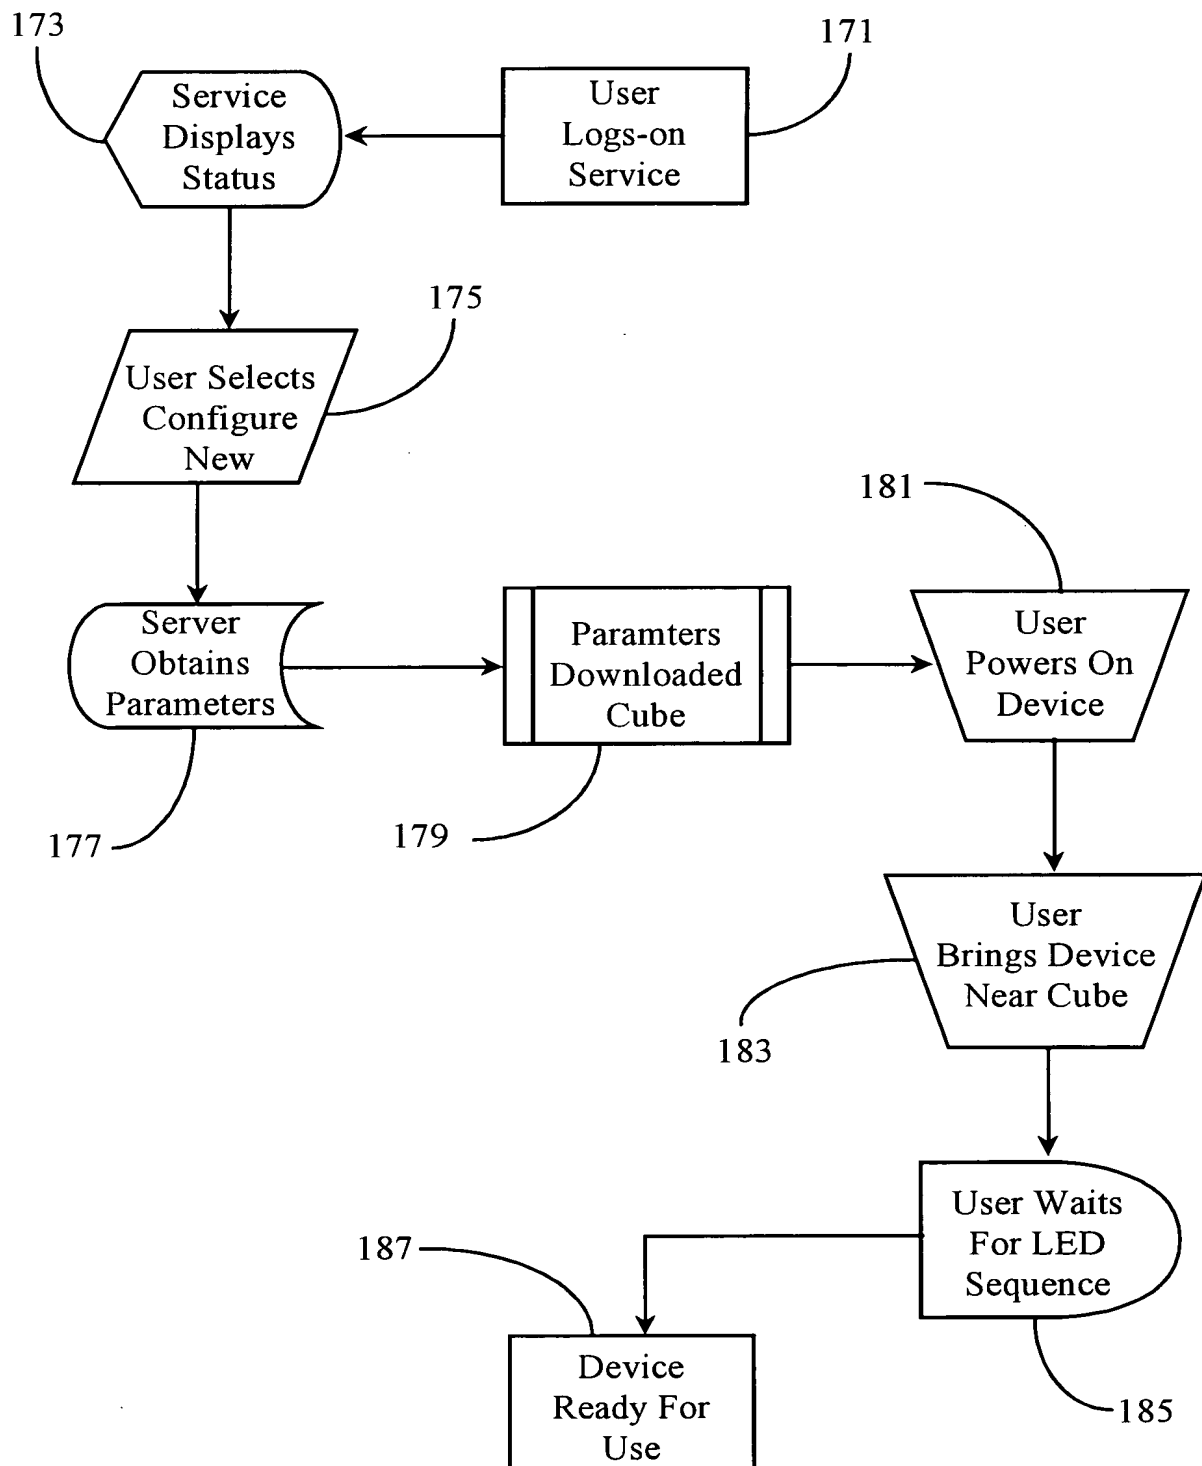 173
171
Service
Displays
Status
User
Logs-on
Service
175
User Selects
Configure
New
181
Server
Obtains
Parameters
Paramters
Downloaded
Cube
User
Powers On
Device
177
179
User
Brings Device
Near Cube
183
User Waits
For LED
Sequence
187
Device
Ready For
Use
185